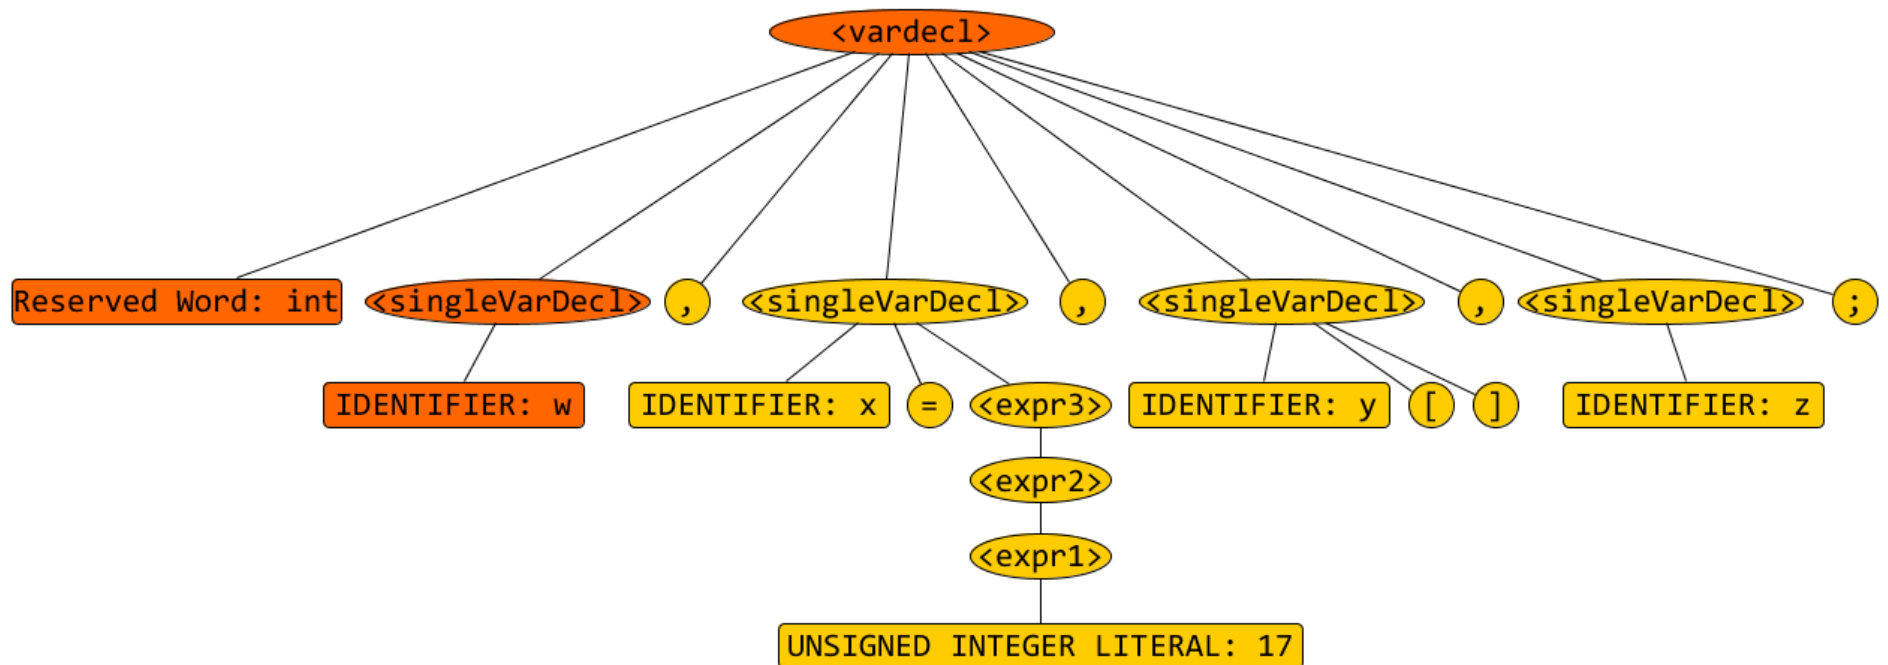 <vardecl>
Reserved Word: int <singleVarDecl> , <singleVarDecl> , <singleVarDecl> , <singleVarDecl> ;
IDENTIFIER: w IDENTIFIER: x = <expr3> IDENTIFIER: y [ ] IDENTIFIER: z
<expr2>
<expr1>
UNSIGNED INTEGER LITERAL: 17